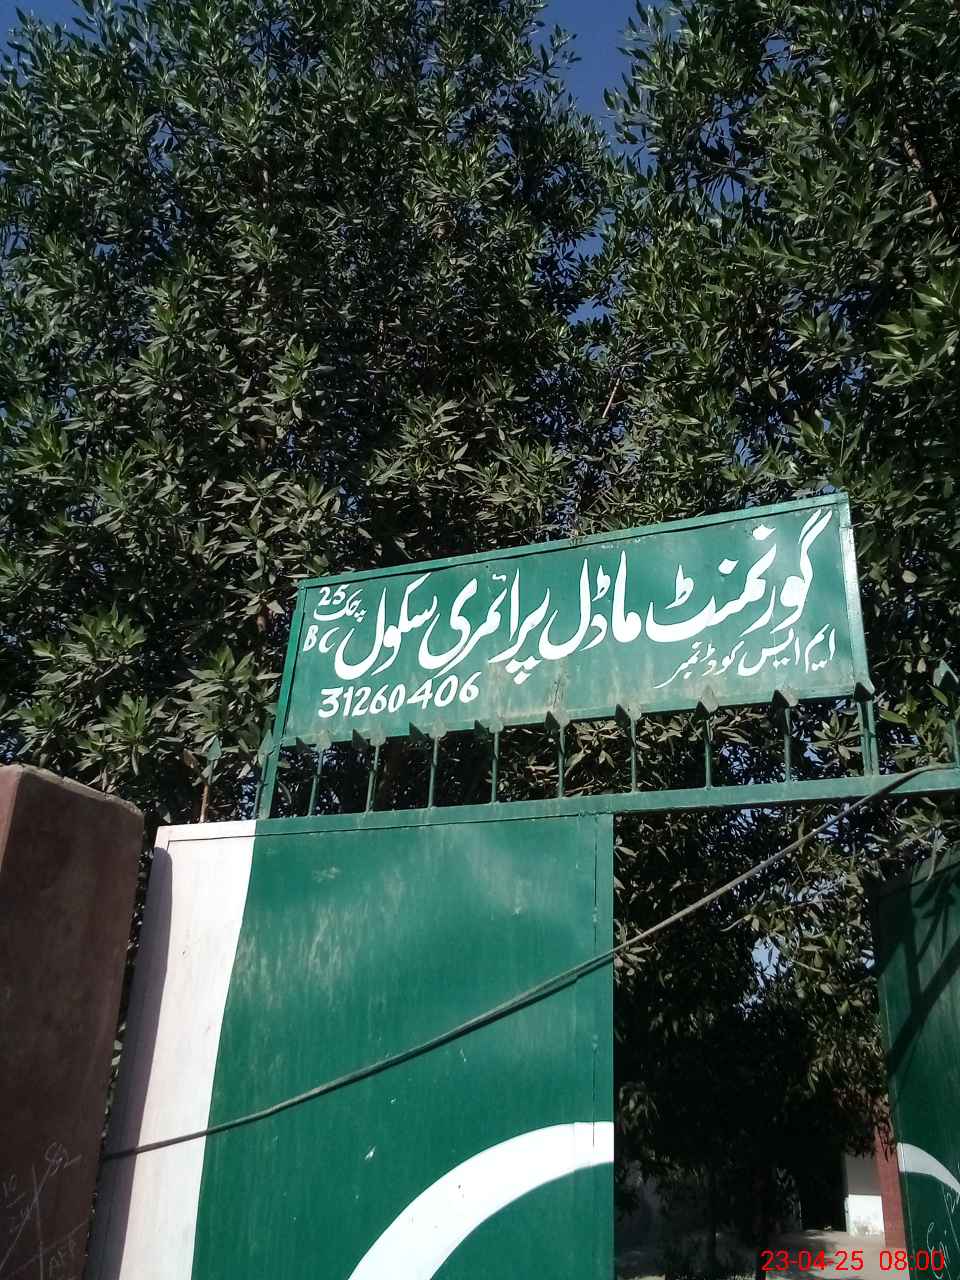 گورنمنٹ ماڈل پرائمری سکول چک 25 BC
ایم ایس کوڈ نمبر 31260406
23-04-25 08:00